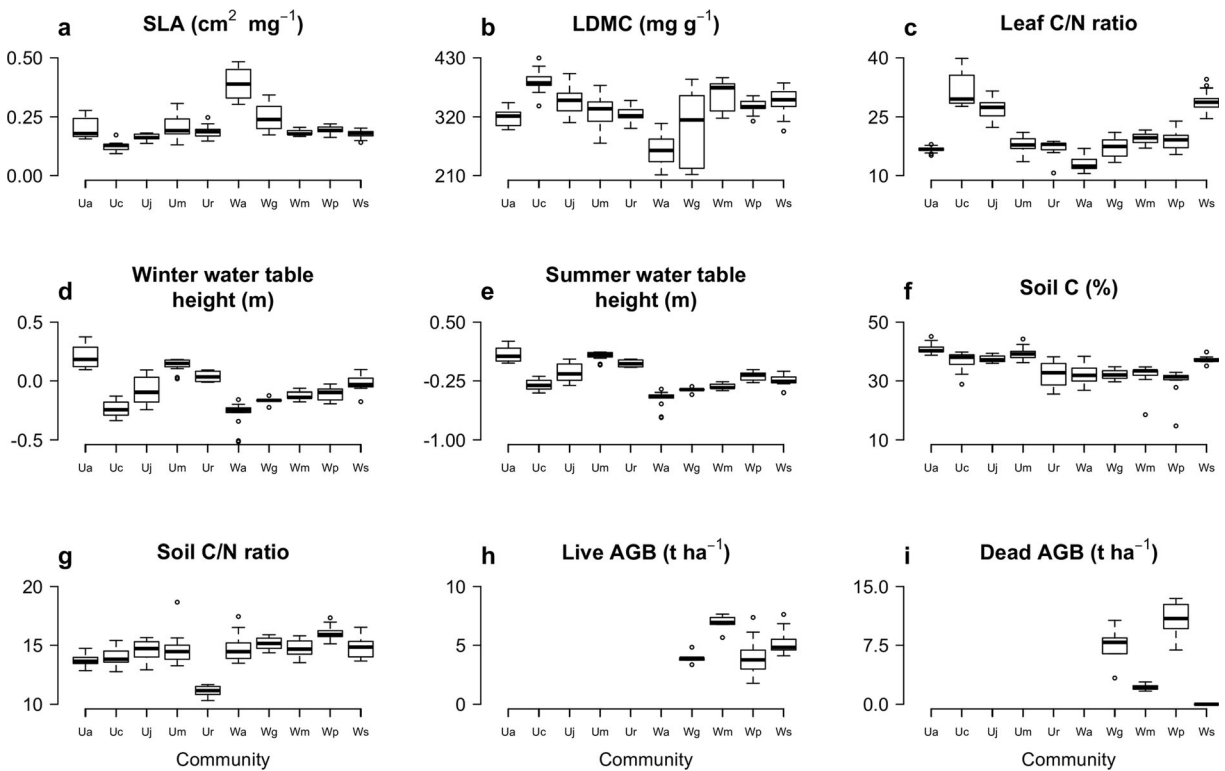 a SLA (cm² mg⁻¹)
0.50
0.25
0.00
Ua Uc Uj Um Ur Wa Wg Wm Wp Ws
b LDMC (mg g⁻¹)
430
320
210
Ua Uc Uj Um Ur Wa Wg Wm Wp Ws
c Leaf C/N ratio
40
25
10
Ua Uc Uj Um Ur Wa Wg Wm Wp Ws
d Winter water table
height (m)
0.5
0.0
-0.5
Ua Uc Uj Um Ur Wa Wg Wm Wp Ws
e Summer water table
height (m)
0.50
-0.25
-1.00
Ua Uc Uj Um Ur Wa Wg Wm Wp Ws
f Soil C (%)
50
30
10
Ua Uc Uj Um Ur Wa Wg Wm Wp Ws
g Soil C/N ratio
20
15
10
Ua Uc Uj Um Ur Wa Wg Wm Wp Ws
Community
h Live AGB (t ha⁻¹)
10
5
0
Ua Uc Uj Um Ur Wa Wg Wm Wp Ws
Community
i Dead AGB (t ha⁻¹)
15.0
7.5
0.0
Ua Uc Uj Um Ur Wa Wg Wm Wp Ws
Community